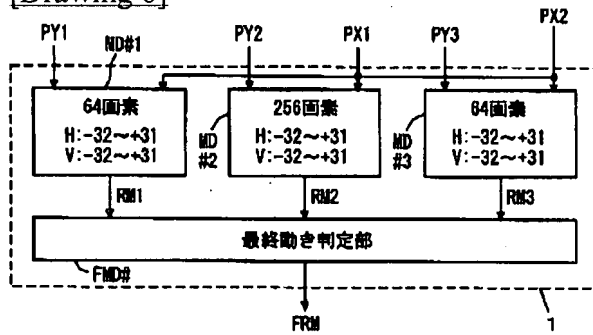 [Drawing 6]
PY1 ND#1 PY2 PX1 PY3 PX2
64画素
H:-32〜+31
V:-32〜+31
MD
#2
256画素
H:-32〜+31
V:-32〜+31
MD
#3
64画素
H:-32〜+31
V:-32〜+31
RM1 RM2 RM3
最終動き判定部
FMD#
FRM
1